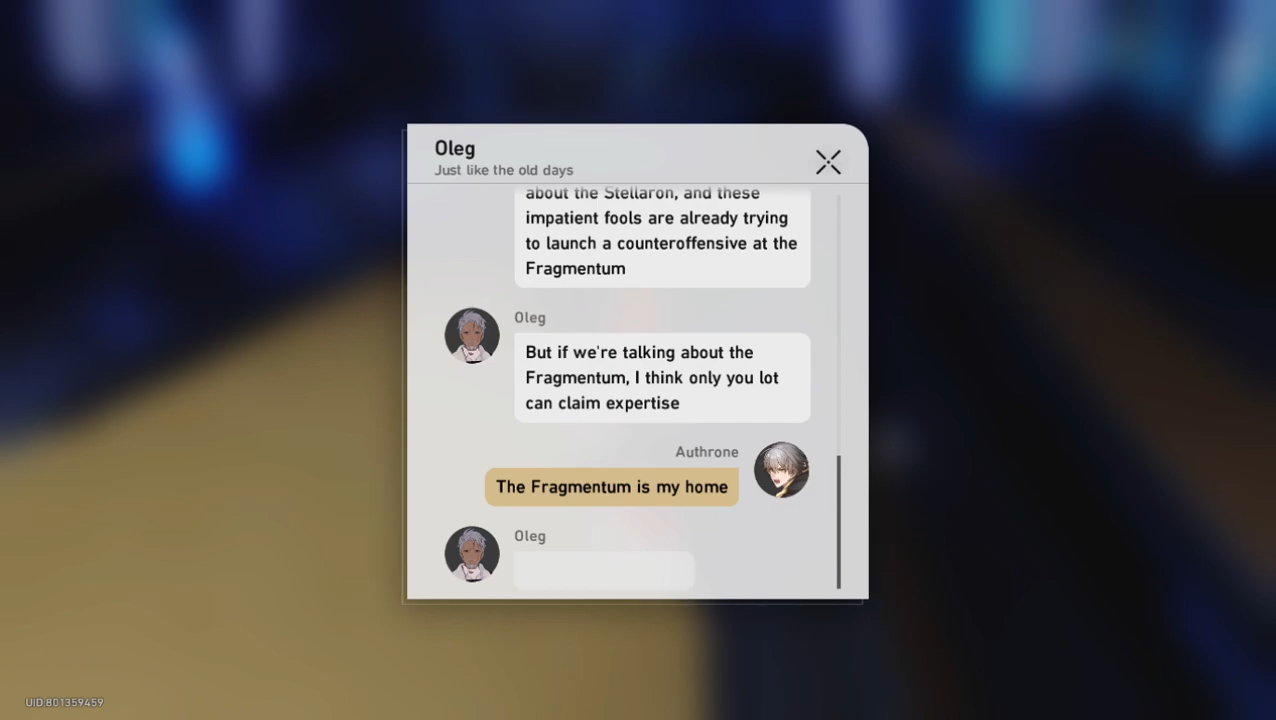 Oleg
Just like the old days
about the Stellaron, and these
impatient fools are already trying
to launch a counteroffensive at the
Fragmentum
Oleg
But if we're talking about the
Fragmentum, I think only you lot
can claim expertise
Authrone
The Fragmentum is my home
Oleg
UID:801359459